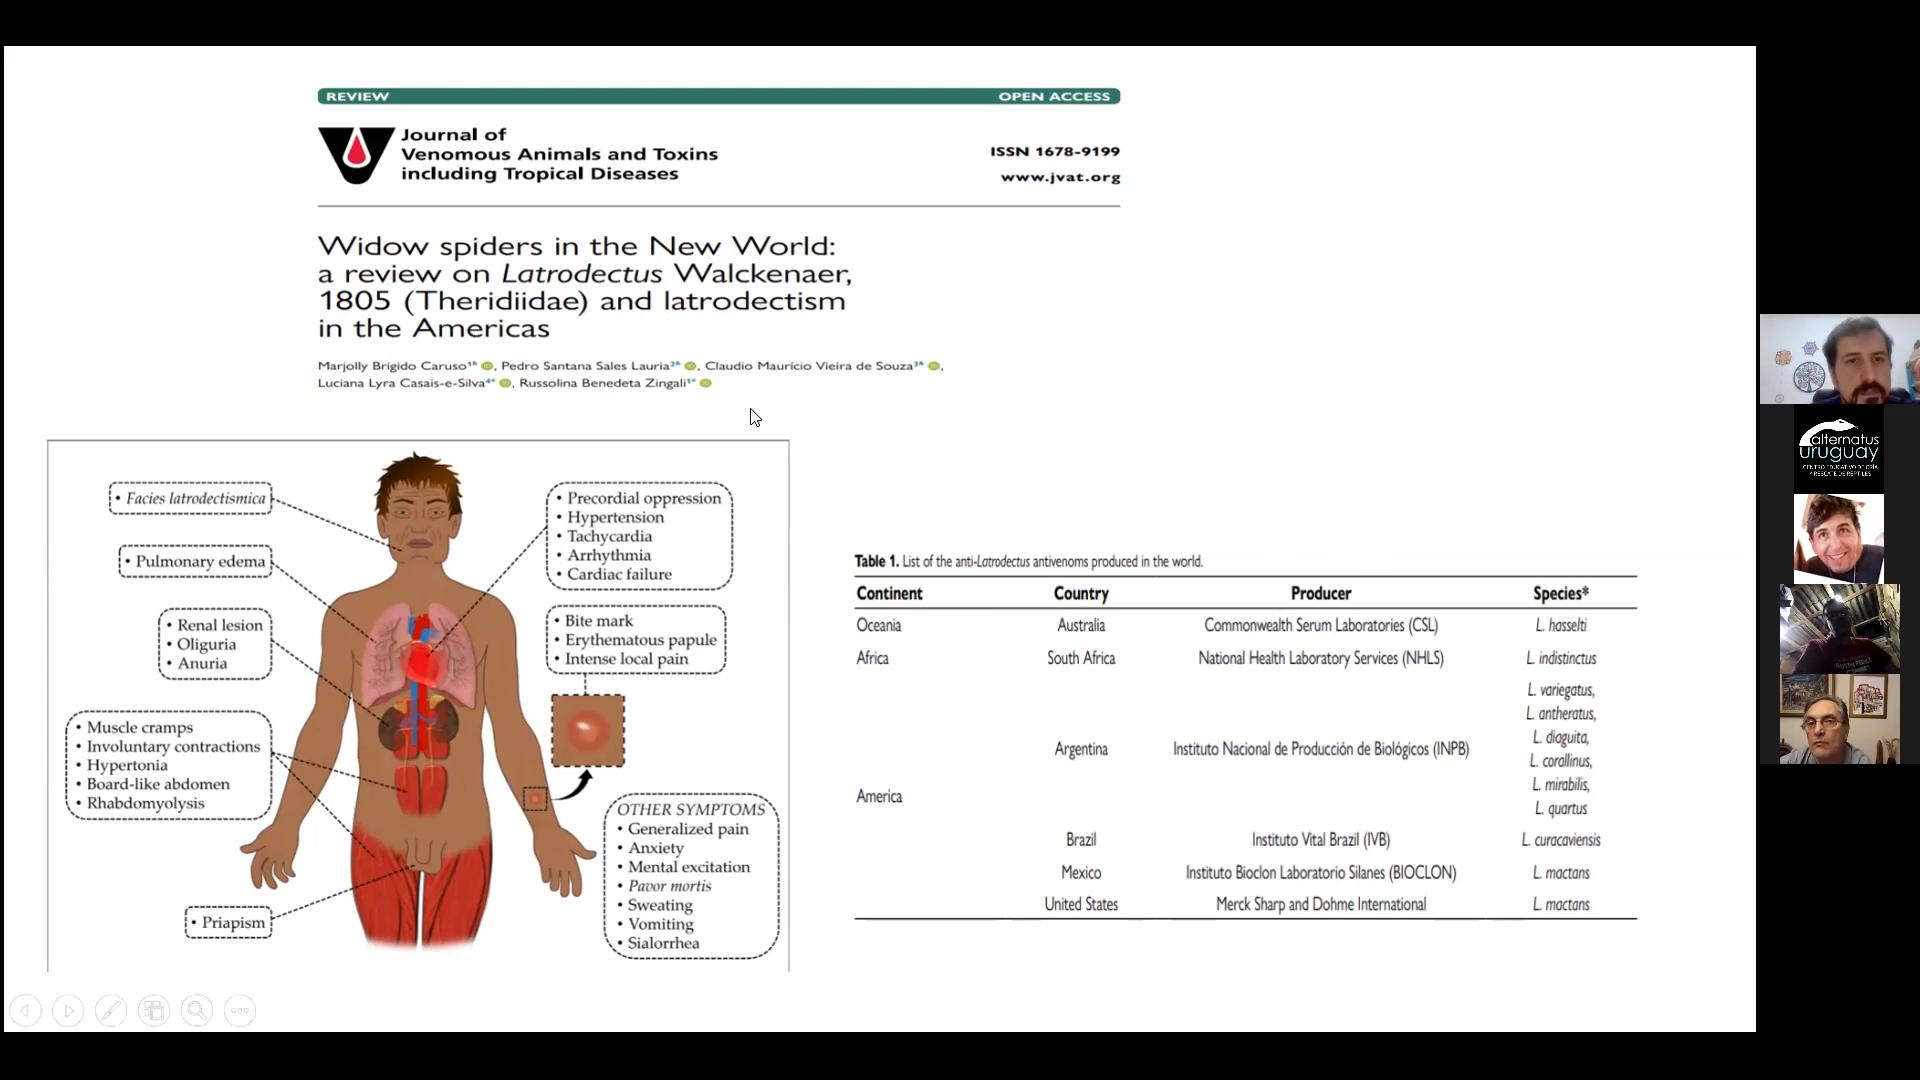 REVIEW OPEN ACCESS
Journal of
Venomous Animals and Toxins
including Tropical Diseases
ISSN 1678-9199
www.jvat.org
Widow spiders in the New World:
a review on Latrodectus Walckenaer,
1805 (Theridiidae) and latrodectism
in the Americas
Marjolly Brigido Caruso, Pedro Santana Sales Lauria, Claudio Maurício Vieira de Souza,
Luciana Lyra Casais-e-Silva, Russolina Benedeta Zingali
• Facies latrodectismica
• Pulmonary edema
• Renal lesion
• Oliguria
• Anuria
• Muscle cramps
• Involuntary contractions
• Hypertonia
• Board-like abdomen
• Rhabdomyolysis
• Priapism
• Precordial oppression
• Hypertension
• Tachycardia
• Arrhythmia
• Cardiac failure
• Bite mark
• Erythematous papule
• Intense local pain
OTHER SYMPTOMS
• Generalized pain
• Anxiety
• Mental excitation
• Pavor mortis
• Sweating
• Vomiting
• Sialorrhea
Table 1. List of the anti-Latrodectus antivenoms produced in the world.
Continent Country Producer Species*
Oceania Australia Commonwealth Serum Laboratories (CSL) L. hasselti
Africa South Africa National Health Laboratory Services (NHLS) L. indistinctus
America
Argentina Instituto Nacional de Producción de Biológicos (INPB)
L. variegatus,
L. antheratus,
L. diaguita,
L. corallinus,
L. mirabilis,
L. quartus
Brazil Instituto Vital Brazil (IVB) L. curacaviensis
Mexico Instituto Bioclon Laboratorio Silanes (BIOCLON) L. mactans
United States Merck Sharp and Dohme International L. mactans
alternatus
uruguay
CENTRO EDUCATIVO DE CRÍA
Y RESCATE DE REPTILES